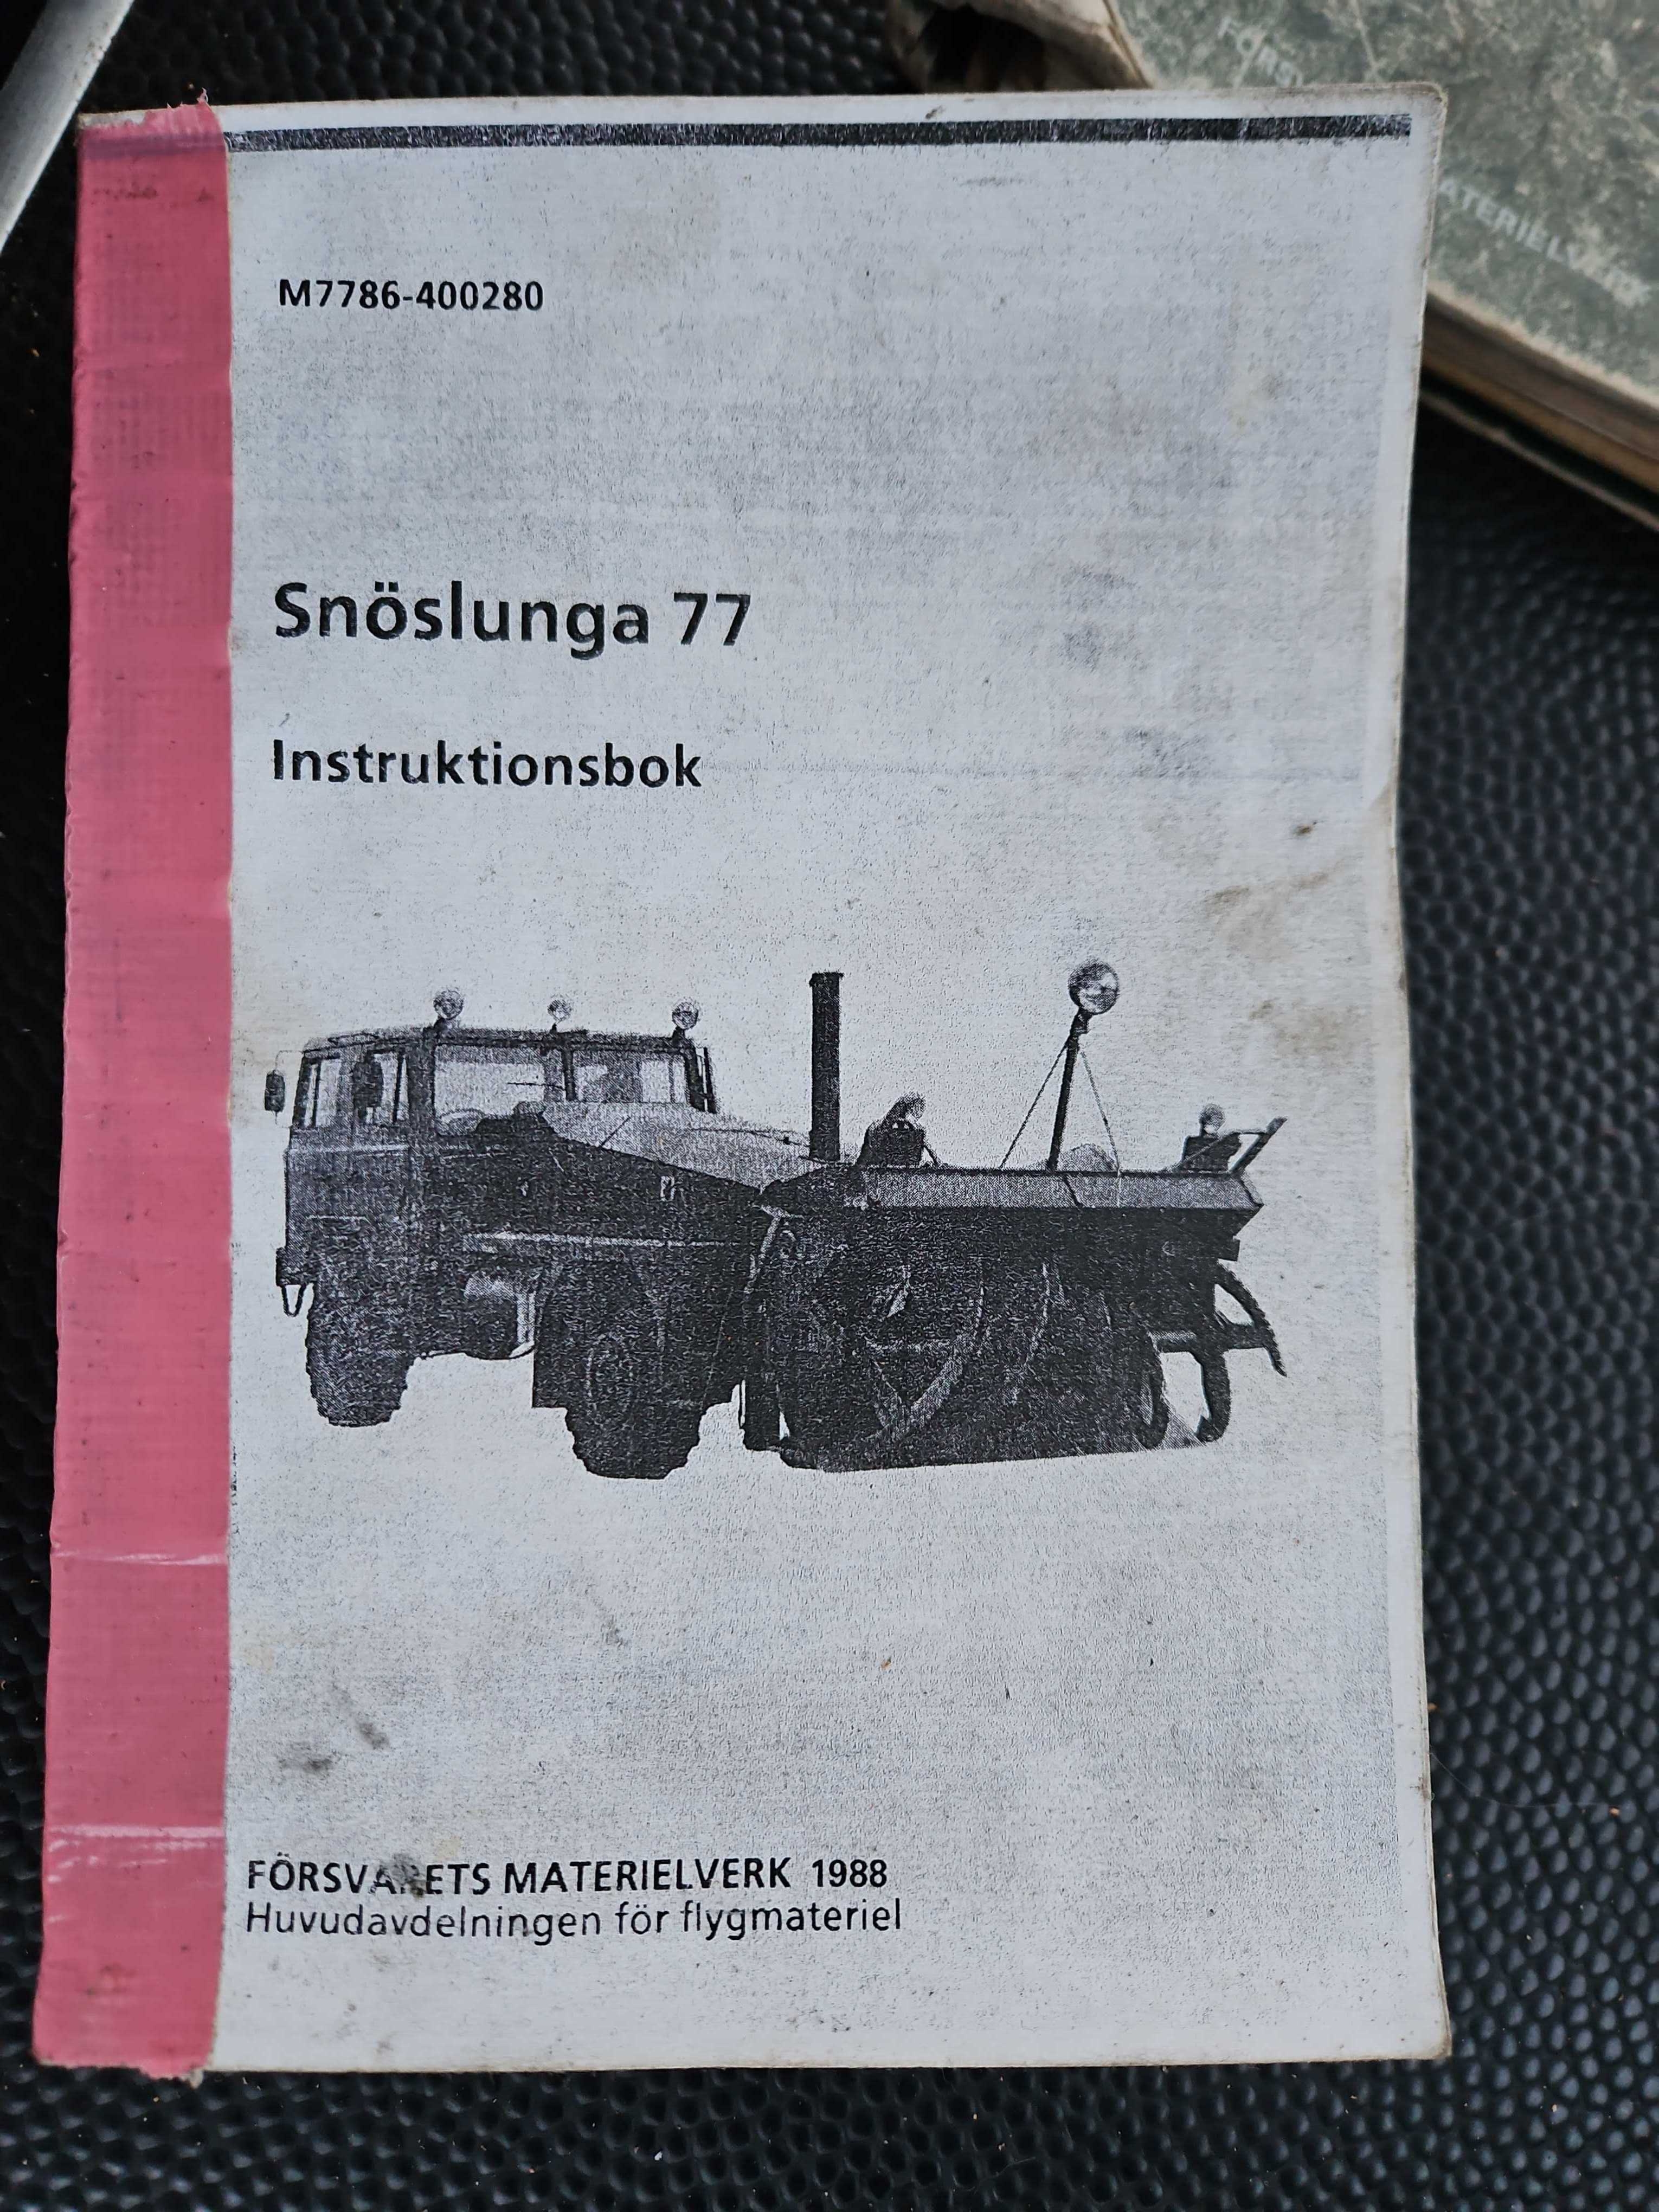 M7786-400280
Snöslunga 77
Instruktionsbok
FÖRSVARETS MATERIELVERK 1988
Huvudavdelningen för flygmateriel